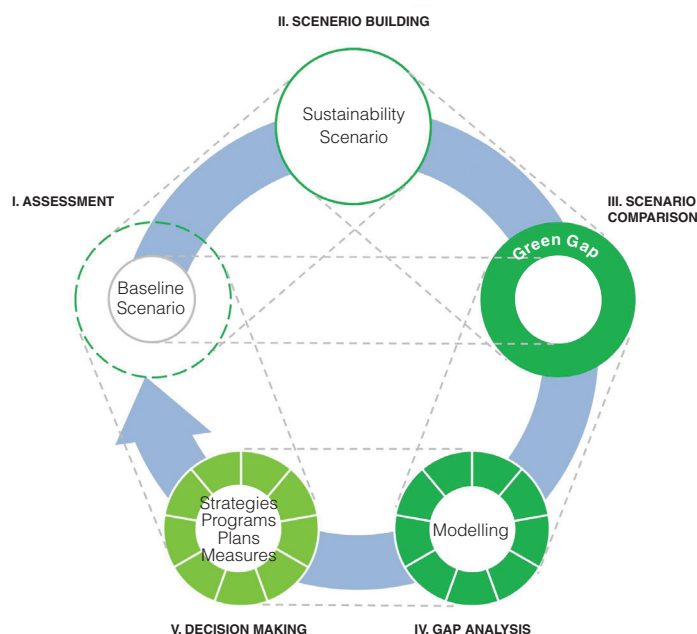 II. SCENERIO BUILDING
Sustainability
Scenario
I. ASSESSMENT
III. SCENARIO
COMPARISON
Green Gap
Baseline
Scenario
Strategies
Programs
Plans
Measures
Modelling
V. DECISION MAKING
IV. GAP ANALYSIS